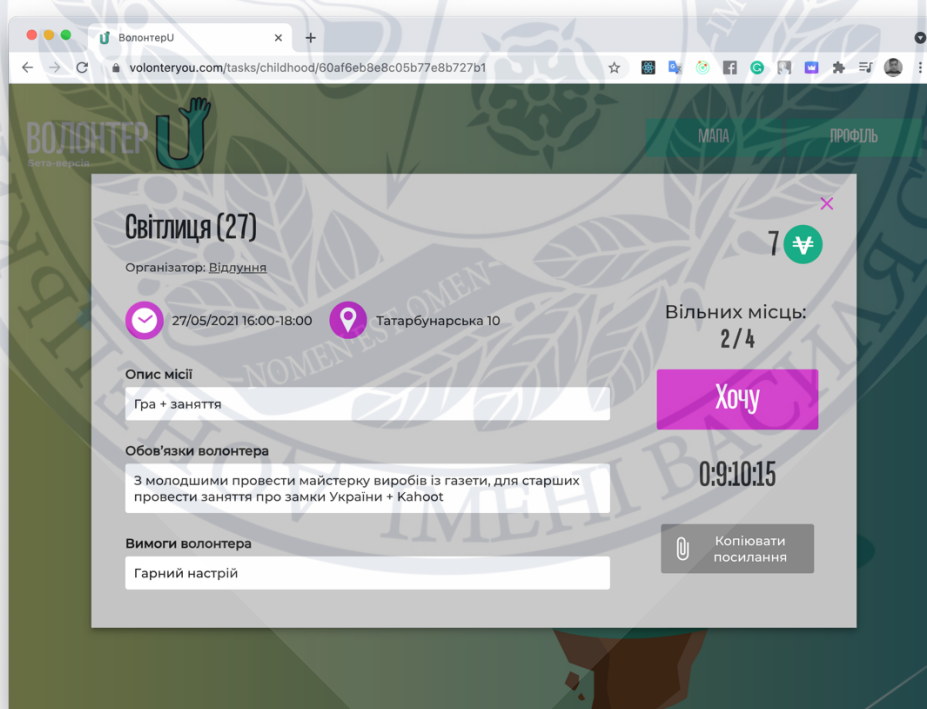 ВолонтерU
volonteryou.com/tasks/childhood/60af6eb8e8c05b77e8b727b1
ВОЛОНТЕР U
Бета-версія
МАПА
ПРОФІЛЬ
Світлиця (27)
7
Організатор: Відлуння
27/05/2021 16:00-18:00
Татарбунарська 10
Вільних місць:
2 / 4
Опис місії
Гра + заняття
Хочу
Обов’язки волонтера
З молодшими провести майстерку виробів із газети, для старших
провести заняття про замки України + Kahoot
0:9:10:15
Вимоги волонтера
Гарний настрій
Копіювати
посилання
NOMEN EST OMEN
ІМЕНІ ВАСИЛ